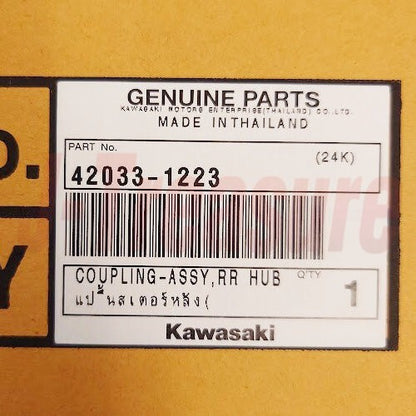 GENUINE PARTS
KAWASAKI MOTORS ENTERPRISE(THAILAND) CO.,LTD.
MADE IN THAILAND
PART No.
(24K)
42033-1223
COUPLING-ASSY,RR HUB
Q'TY
แป้นสเตอร์หลัง(
1
Kawasaki